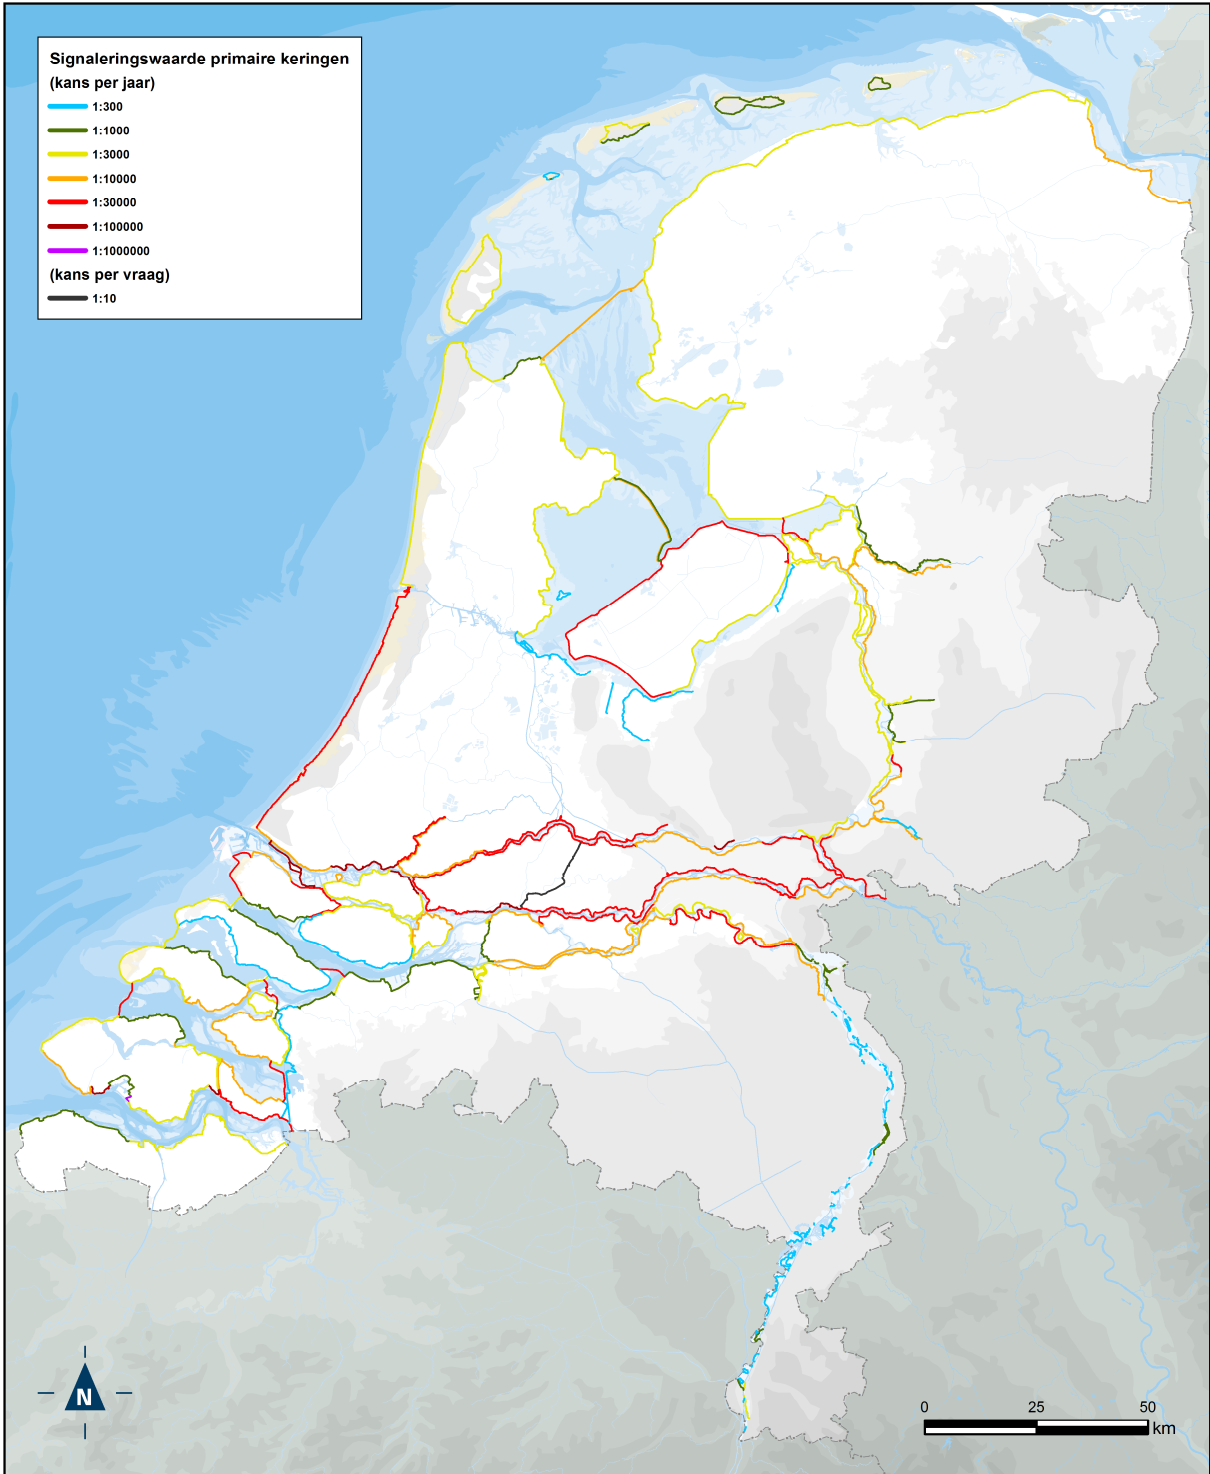 Signaleringswaarde primaire keringen
(kans per jaar)
1:300
1:1000
1:3000
1:10000
1:30000
1:100000
1:1000000
(kans per vraag)
1:10
N
0 25 50
km